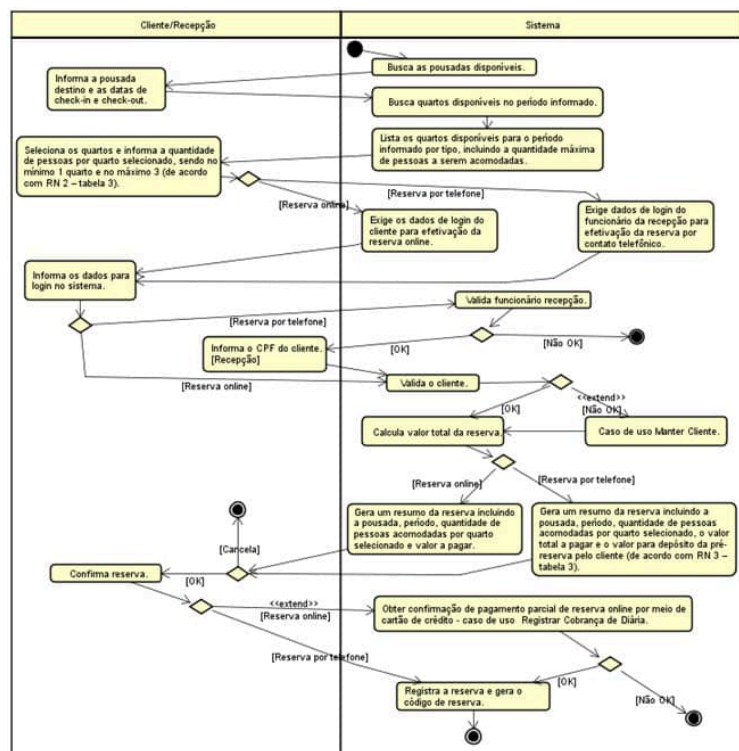 Cliente/Recepção
Sistema
Busca as pousadas disponíveis.
Informa a pousada
destino e as datas de
check-in e check-out.
Busca quartos disponíveis no período informado.
Lista os quartos disponíveis para o período
informado por tipo, incluindo a quantidade máxima
de pessoas a serem acomodadas.
Seleciona os quartos e informa a quantidade
de pessoas por quarto selecionado, sendo no
mínimo 1 quarto e no máximo 3 (de acordo
com RN 2 – tabela 3).
[Reserva por telefone]
[Reserva online]
Exige os dados de login do
cliente para efetivação da
reserva online.
Exige dados de login do
funcionário da recepção para
efetivação da reserva por
contato telefônico.
Informa os dados para
login no sistema.
Valida funcionário recepção.
[Reserva por telefone]
[OK]
[Não OK]
Informa o CPF do cliente.
[Recepção]
[Reserva online]
Valida o cliente.
<<extend>>
[OK]
[Não OK]
Calcula valor total da reserva.
Caso de uso Manter Cliente.
[Reserva online]
[Reserva por telefone]
Gera um resumo da reserva incluindo
a pousada, período, quantidade de
pessoas acomodadas por quarto
selecionado e valor a pagar.
Gera um resumo da reserva incluindo a
pousada, período, quantidade de pessoas
acomodadas por quarto selecionado, o valor
total a pagar e o valor para depósito da pré-
reserva pelo cliente (de acordo com RN 3 –
tabela 3).
[Cancela]
Confirma reserva.
[OK]
<<extend>>
[Reserva online]
Obter confirmação de pagamento parcial de reserva online por meio de
cartão de crédito - caso de uso Registrar Cobrança de Diária.
[Reserva por telefone]
[OK]
[Não OK]
Registra a reserva e gera o
código de reserva.